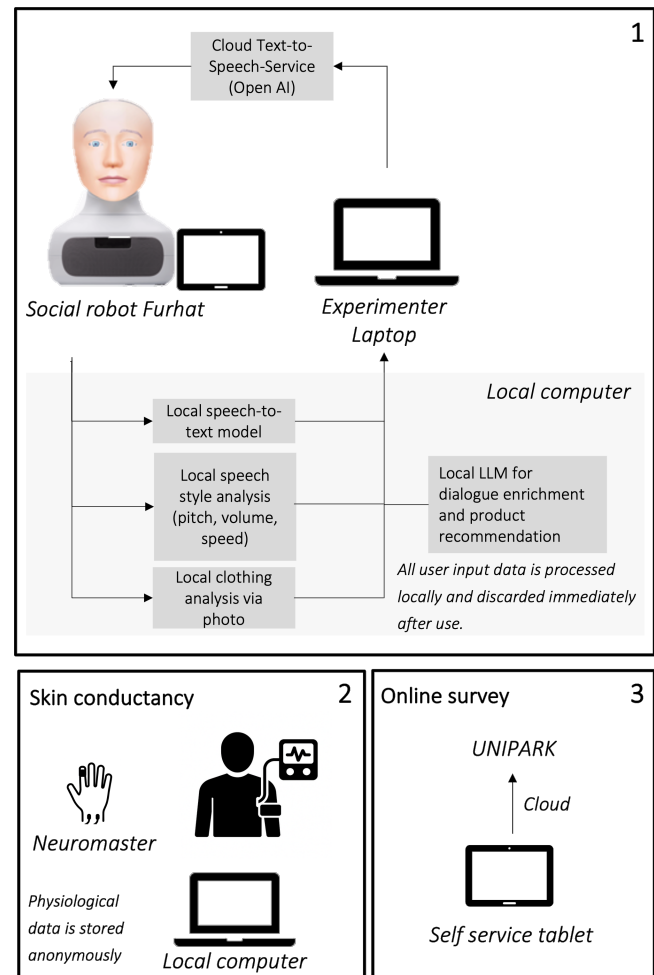 1
Cloud Text-to-
Speech-Service
(Open AI)
Social robot Furhat
Experimenter
Laptop
Local computer
Local speech-to-
text model
Local speech
style analysis
(pitch, volume,
speed)
Local clothing
analysis via
photo
Local LLM for
dialogue enrichment
and product
recommendation
All user input data is processed
locally and discarded immediately
after use.
Skin conductancy
2
Neuromaster
Physiological
data is stored
anonymously
Local computer
Online survey
3
UNIPARK
Cloud
Self service tablet